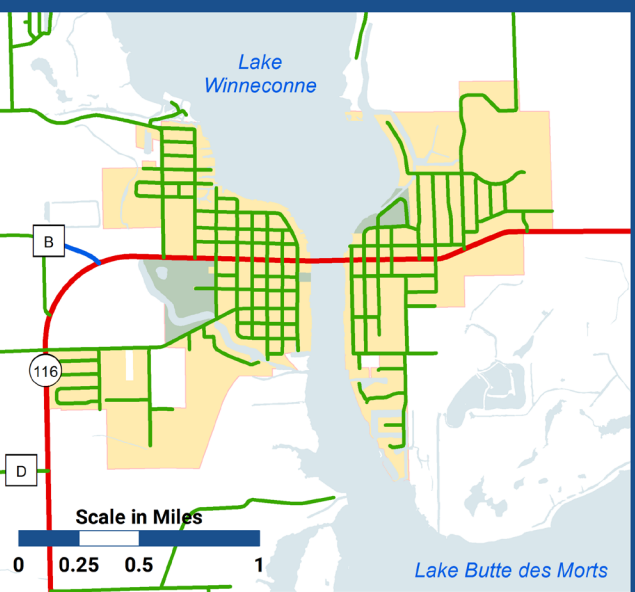 Lake
Winneconne
B
116
D
Scale in Miles
0 0.25 0.5 1
Lake Butte des Morts